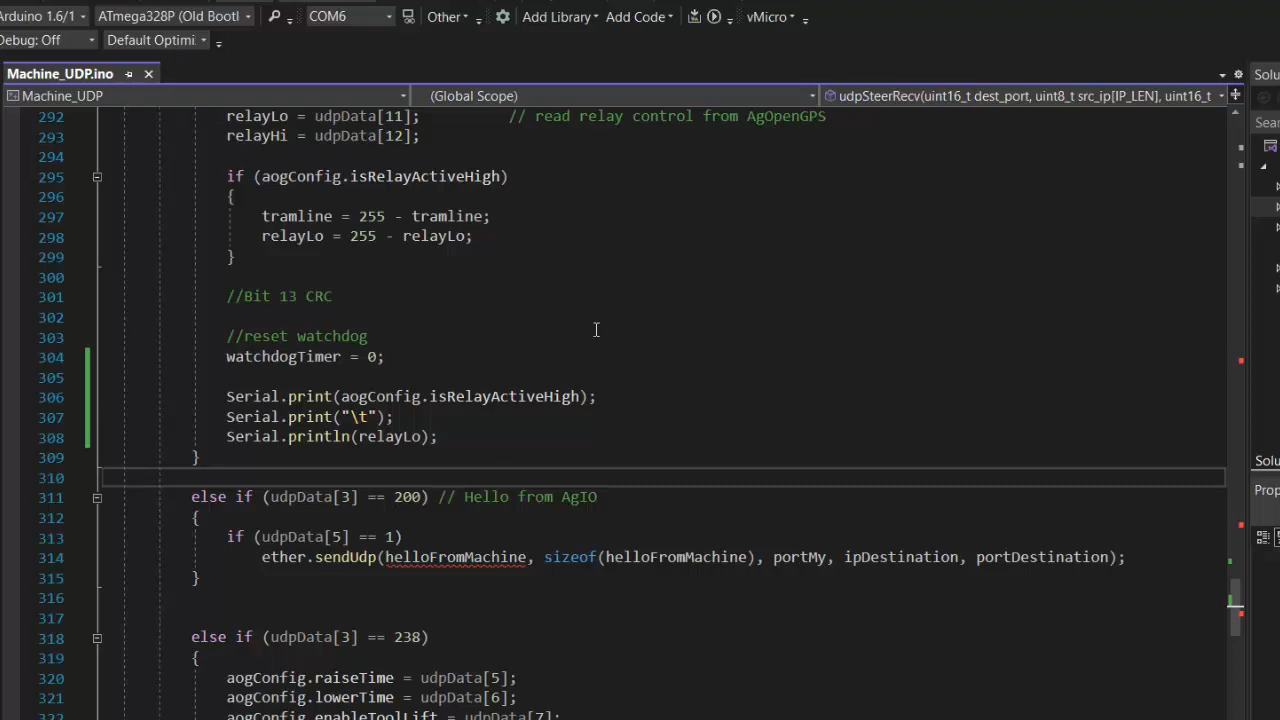 Arduino 1.6/1 ATmega328P (Old Bootl COM6 Other Add Library Add Code vMicro
Debug: Off Default Optimi
Machine_UDP.ino Solu
Machine_UDP (Global Scope) udpSteerRecv(uint16_t dest_port, uint8_t src_ip[IP_LEN], uint16_t
Sear
292 relayLo = udpData[11]; // read relay control from AgOpenGPS
293 relayHi = udpData[12];
294
295 if (aogConfig.isRelayActiveHigh)
296 {
297 tramline = 255 - tramline;
298 relayLo = 255 - relayLo;
299 }
300
301 //Bit 13 CRC
302
303 //reset watchdog
304 watchdogTimer = 0;
305
306 Serial.print(aogConfig.isRelayActiveHigh);
307 Serial.print("\t");
308 Serial.println(relayLo);
309 }
Solu
310
Prop
311 else if (udpData[3] == 200) // Hello from AgIO
312 {
313 if (udpData[5] == 1)
314 ether.sendUdp(helloFromMachine, sizeof(helloFromMachine), portMy, ipDestination, portDestination);
315 }
316
317
318 else if (udpData[3] == 238)
319 {
320 aogConfig.raiseTime = udpData[5];
321 aogConfig.lowerTime = udpData[6];
322 aogConfig.enableToolLift = udpData[7];